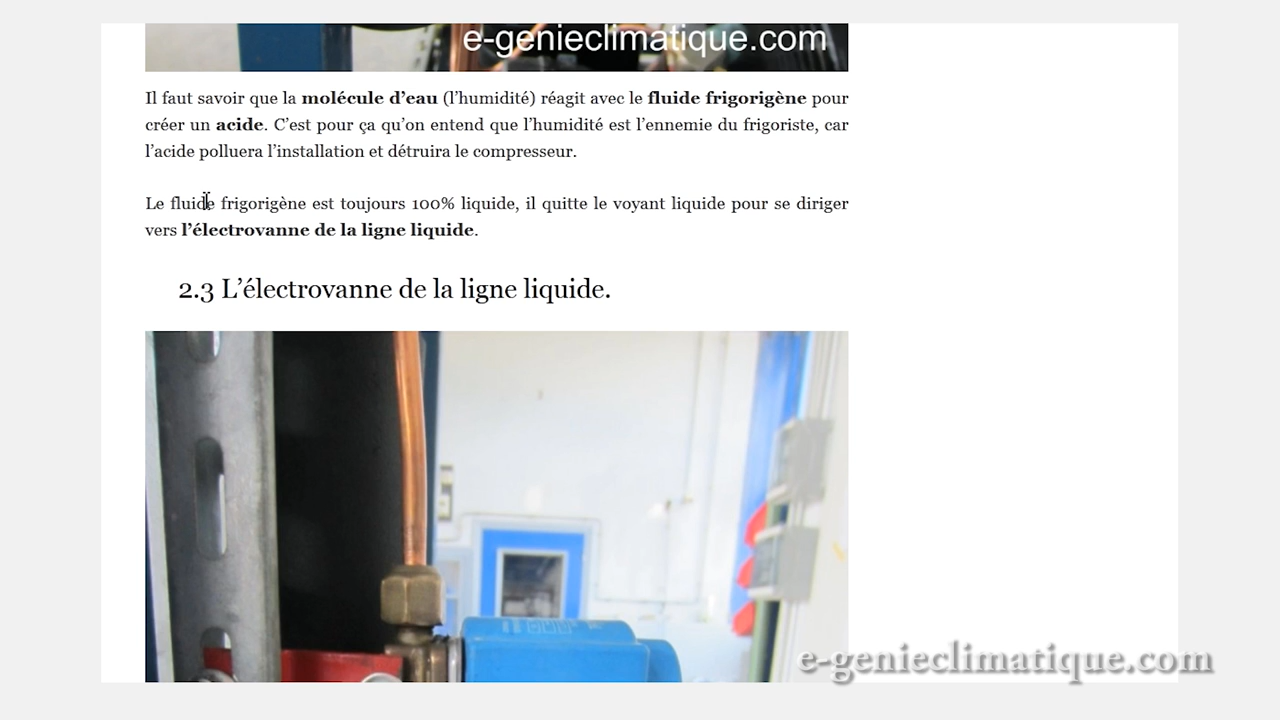 e-genieclimatique.com
Il faut savoir que la molécule d’eau (l’humidité) réagit avec le fluide frigorigène pour
créer un acide. C’est pour ça qu’on entend que l’humidité est l’ennemie du frigoriste, car
l’acide polluera l’installation et détruira le compresseur.
Le fluide frigorigène est toujours 100% liquide, il quitte le voyant liquide pour se diriger
vers l’électrovanne de la ligne liquide.
2.3 L’électrovanne de la ligne liquide.
e-genieclimatique.com